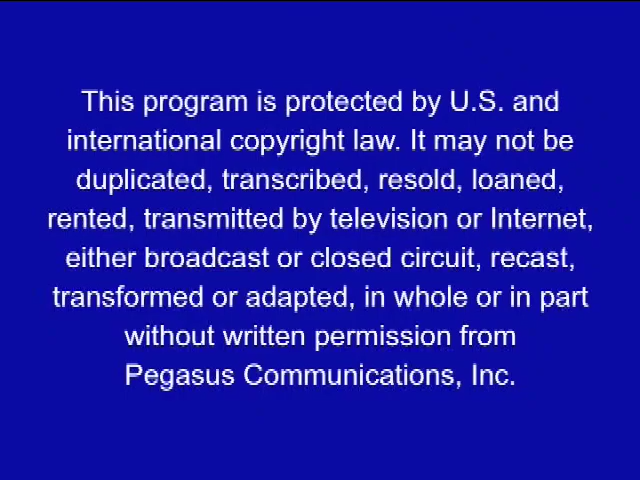 This program is protected by U.S. and
international copyright law. It may not be
duplicated, transcribed, resold, loaned,
rented, transmitted by television or Internet,
either broadcast or closed circuit, recast,
transformed or adapted, in whole or in part
without written permission from
Pegasus Communications, Inc.